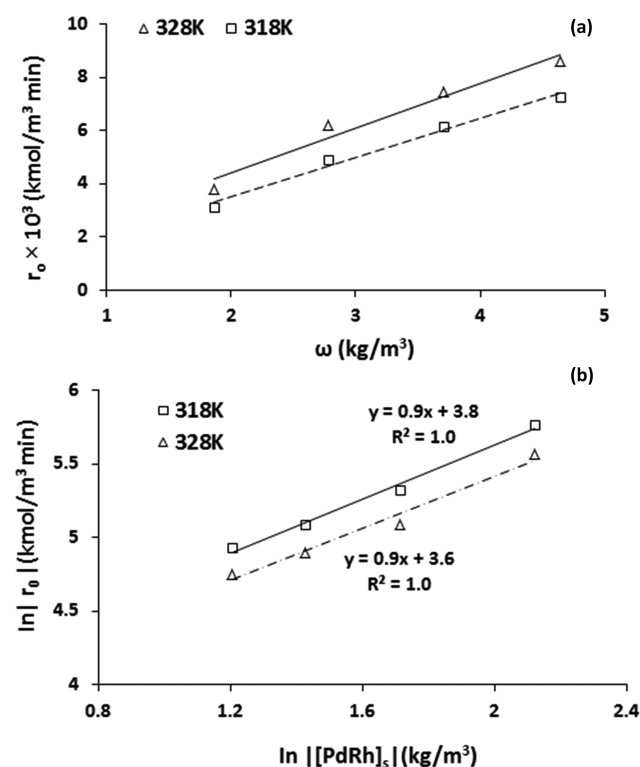 (a)
△ 328K □ 318K
10
8
6
4
2
0
r₀ × 10³ (kmol/m³ min)
1 2 3 4 5
ω (kg/m³)
(b)
□ 318K
△ 328K
y = 0.9x + 3.8
R² = 1.0
y = 0.9x + 3.6
R² = 1.0
6
5.5
5
4.5
4
ln| r₀ | (kmol/m³ min)
0.8 1.2 1.6 2 2.4
ln |[PdRh]ₛ| (kg/m³)